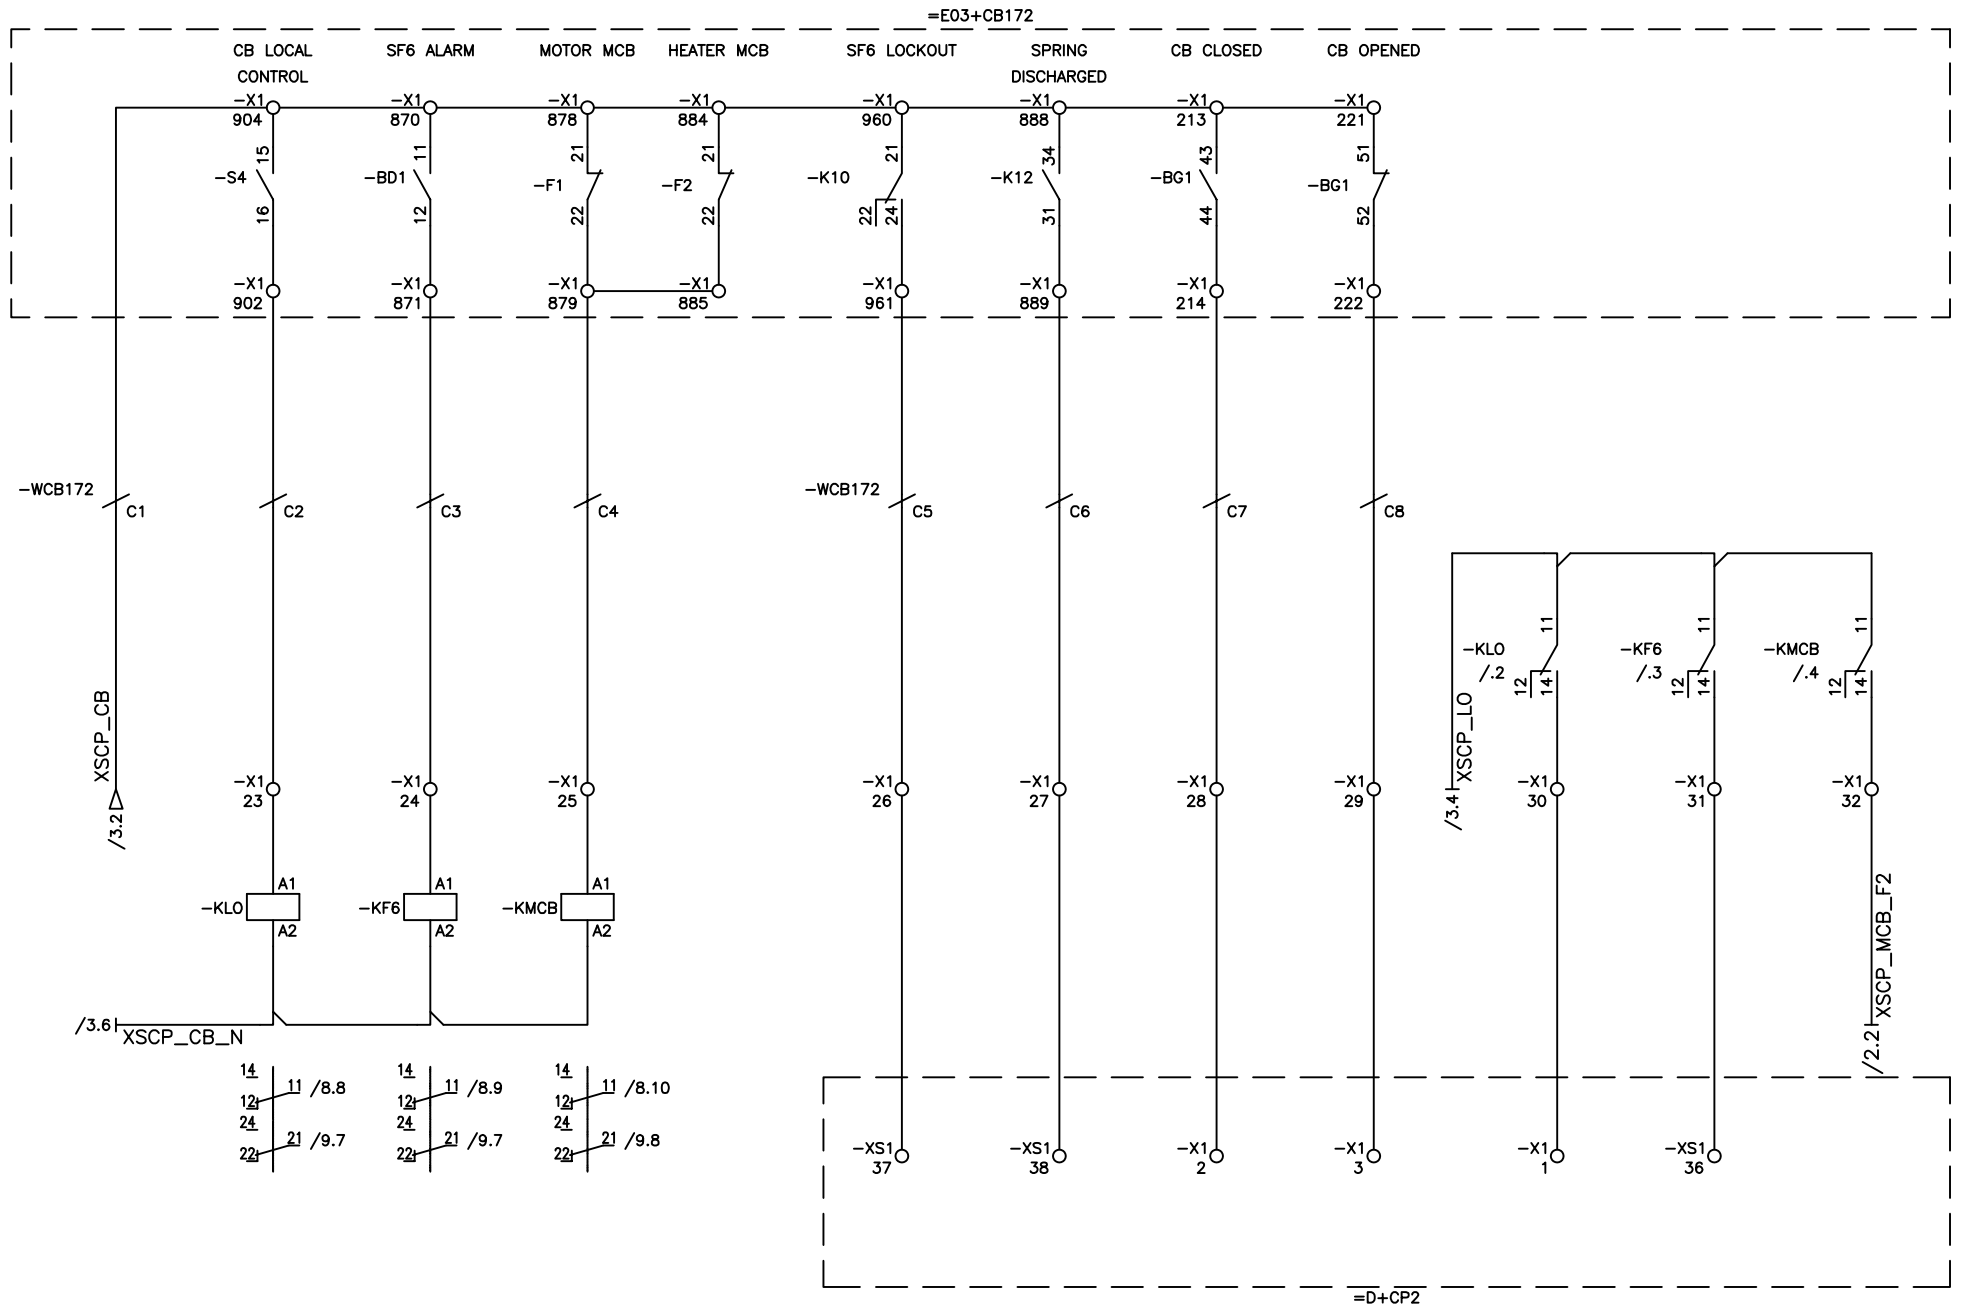 =E03+CB172
CB LOCAL
CONTROL
SF6 ALARM
MOTOR MCB
HEATER MCB
SF6 LOCKOUT
SPRING
DISCHARGED
CB CLOSED
CB OPENED
-X1
904
-X1
870
-X1
878
-X1
884
-X1
960
-X1
888
-X1
213
-X1
221
15
-S4
16
11
-BD1
12
21
-F1
22
21
-F2
22
21
-K10
22
24
34
-K12
31
43
-BG1
44
51
-BG1
52
-X1
902
-X1
871
-X1
879
-X1
885
-X1
961
-X1
889
-X1
214
-X1
222
-WCB172
C1
C2
C3
C4
-WCB172
C5
C6
C7
C8
11
-KLO
/.2
12
14
11
-KF6
/.3
12
14
11
-KMCB
/.4
12
14
XSCP_CB
/3.2
-X1
23
-X1
24
-X1
25
-X1
26
-X1
27
-X1
28
-X1
29
XSCP_LO
/3.4
-X1
30
-X1
31
-X1
32
A1
-KLO
A2
A1
-KF6
A2
A1
-KMCB
A2
XSCP_MCB_F2
/2.2
/3.6
XSCP_CB_N
14
11 /8.8
12
24
21 /9.7
22
14
11 /8.9
12
24
21 /9.7
22
14
11 /8.10
12
24
21 /9.8
22
-XS1
37
-XS1
38
-X1
2
-X1
3
-X1
1
-XS1
36
=D+CP2